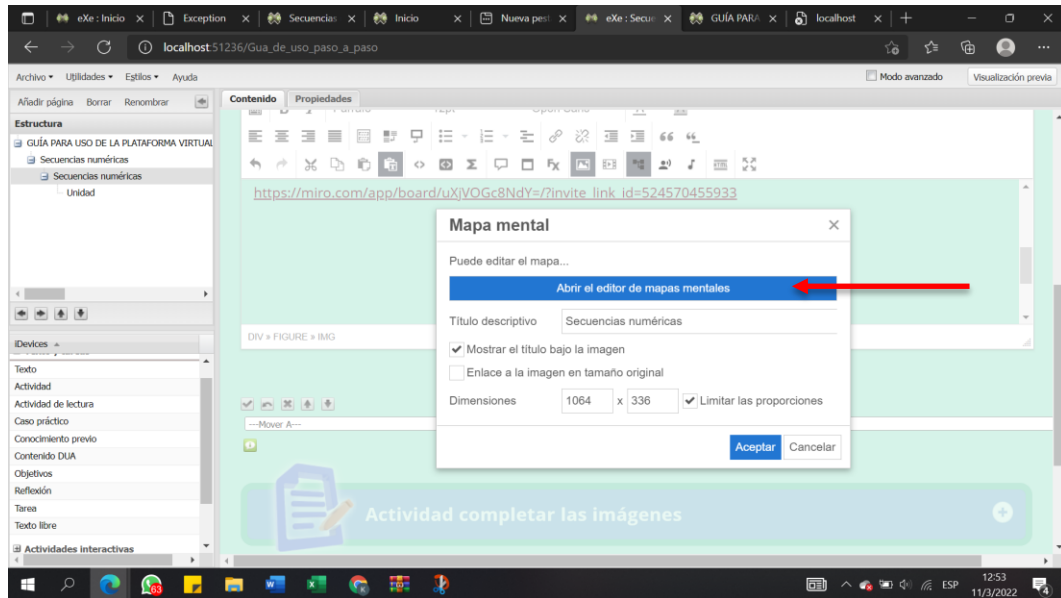 eXe : Inicio Exception Secuencias Inicio Nueva pest eXe : Secue GUÍA PARA localhost
localhost:51236/Gua_de_uso_paso_a_paso
Archivo Utilidades Estilos Ayuda Modo avanzado Visualización previa
Añadir página Borrar Renombrar Contenido Propiedades
Estructura
GUÍA PARA USO DE LA PLATAFORMA VIRTUAL
Secuencias numéricas
Secuencias numéricas
Unidad
https://miro.com/app/board/uXjVOGc8NdY=/?invite_link_id=524570455933
Mapa mental
Puede editar el mapa...
Abrir el editor de mapas mentales
Título descriptivo Secuencias numéricas
DIV » FIGURE » IMG
Mostrar el título bajo la imagen
Enlace a la imagen en tamaño original
Dimensiones 1064 x 336 Limitar las proporciones
Aceptar Cancelar
iDevices
Texto
Actividad
Actividad de lectura
Caso práctico
Conocimiento previo
Contenido DUA
Objetivos
Reflexión
Tarea
Texto libre
Actividades interactivas
---Mover A---
Actividad completar las imágenes
63
ESP
12:53
11/3/2022
4